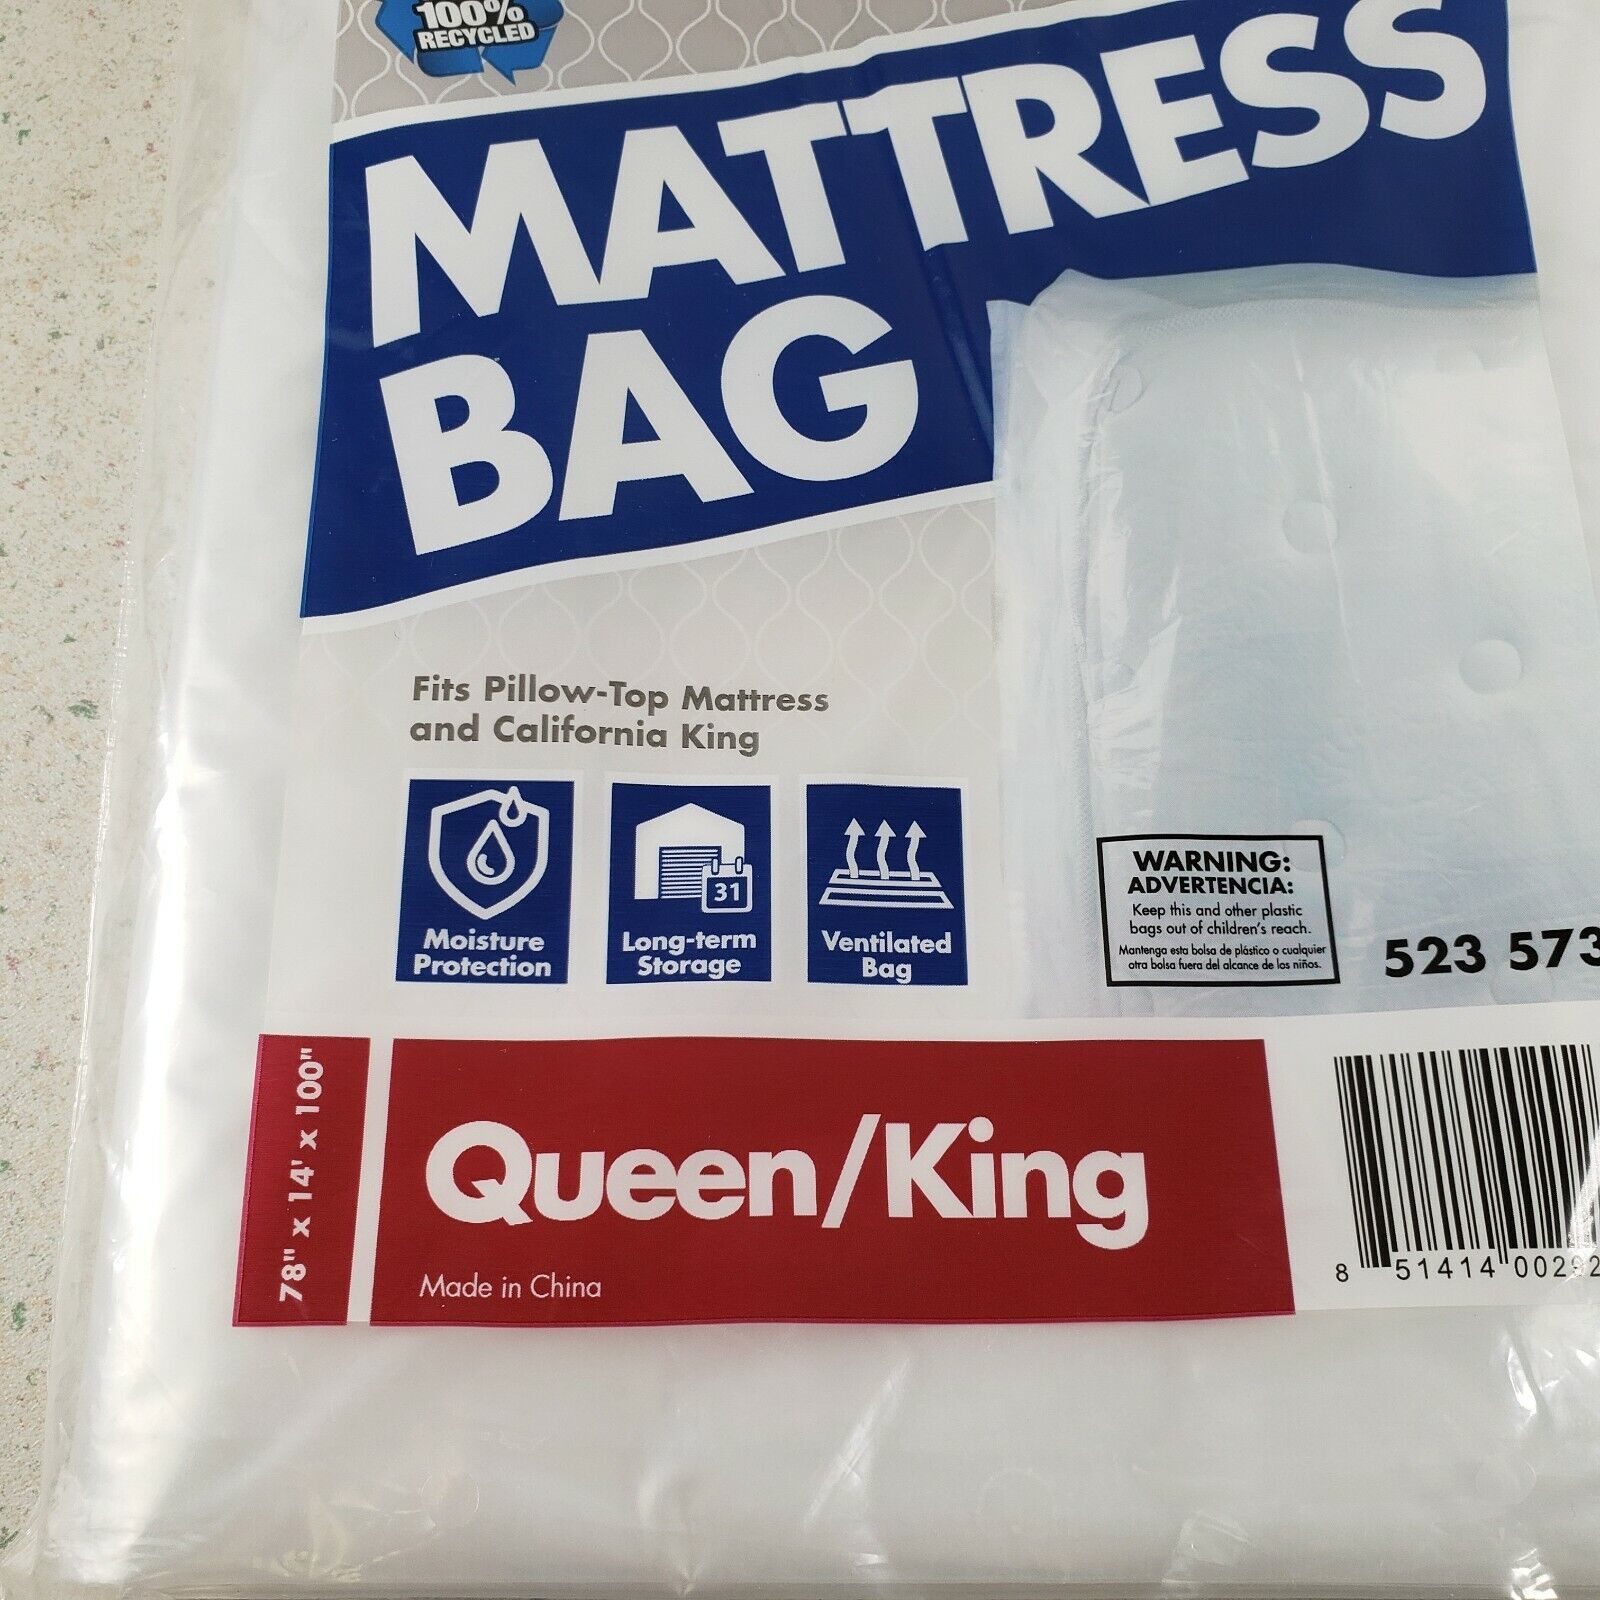 100%
RECYCLED
MATTRESS
BAG
Fits Pillow-Top Mattress
and California King
Moisture
Protection
31
Long-term
Storage
Ventilated
Bag
WARNING:
ADVERTENCIA:
Keep this and other plastic
bags out of children's reach.
Mantenga esta bolsa de plástico o cualquier
otra bolsa fuera del alcance de los niños.
523 573
78" x 14' x 100"
Queen/King
Made in China
8 51414 00292